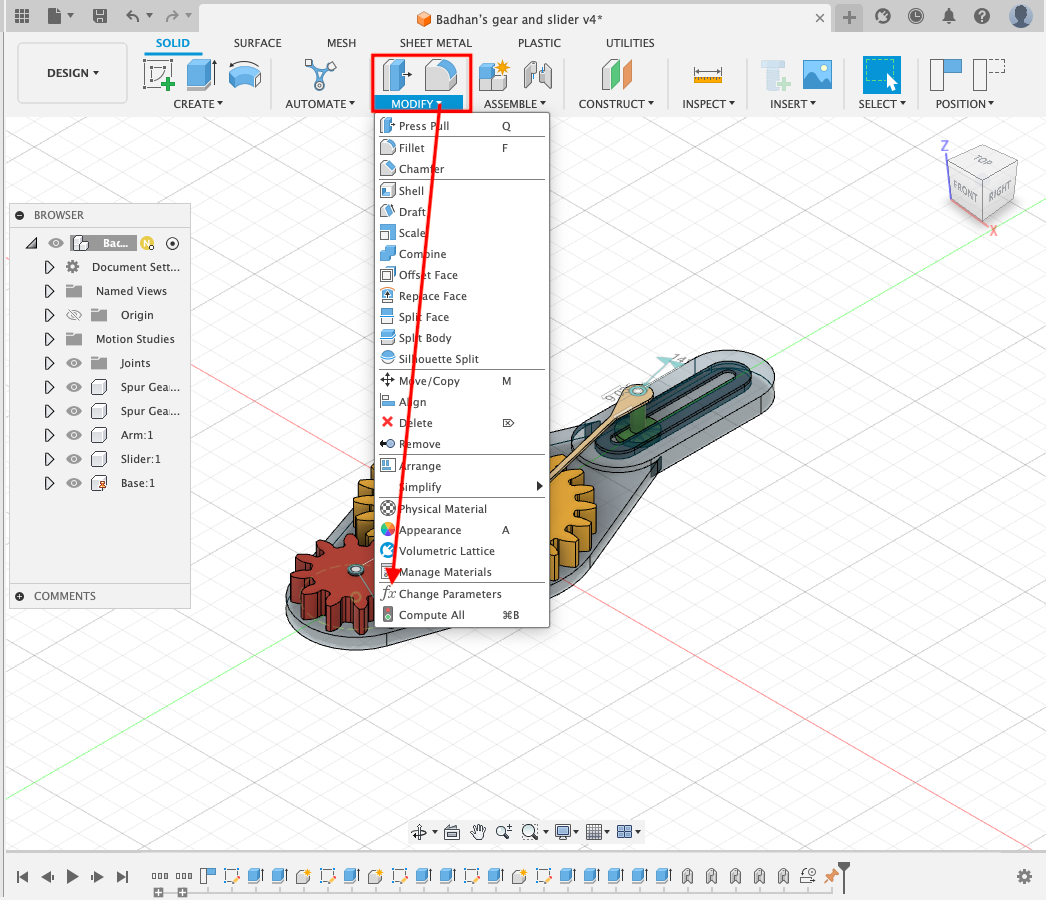 Badhan's gear and slider v4*
SOLID SURFACE MESH SHEET METAL PLASTIC UTILITIES
DESIGN
CREATE AUTOMATE MODIFY ASSEMBLE CONSTRUCT INSPECT INSERT SELECT POSITION
Press Pull Q
Fillet F
Chamfer
Shell
Draft
Scale
Combine
Offset Face
Replace Face
Split Face
Split Body
Silhouette Split
Move/Copy M
Align
Delete
Remove
Arrange
Simplify
Physical Material
Appearance A
Volumetric Lattice
Manage Materials
fx Change Parameters
Compute All ⌘B
BROWSER
Bac...
Document Sett...
Named Views
Origin
Motion Studies
Joints
Spur Gea...
Spur Gea...
Arm:1
Slider:1
Base:1
COMMENTS
Z
TOP
FRONT
RIGHT
X